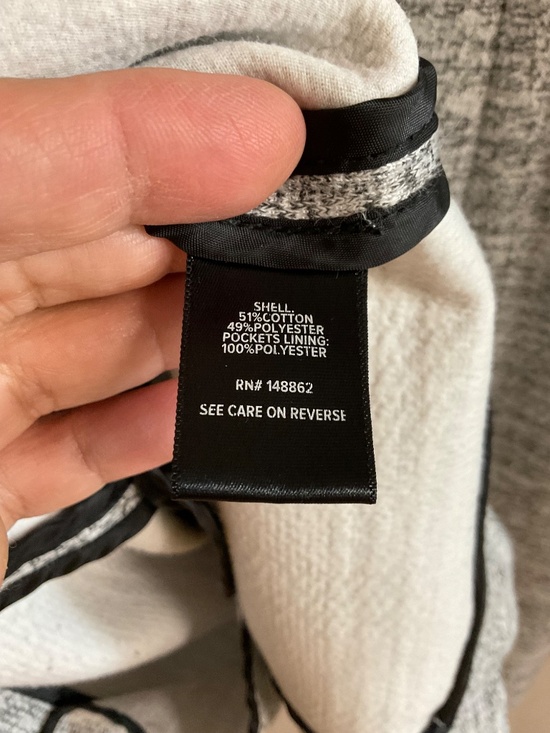 SHELL:
51%COTTON
49%POLYESTER
POCKETS LINING:
100%POLYESTER
RN# 148862
SEE CARE ON REVERSE